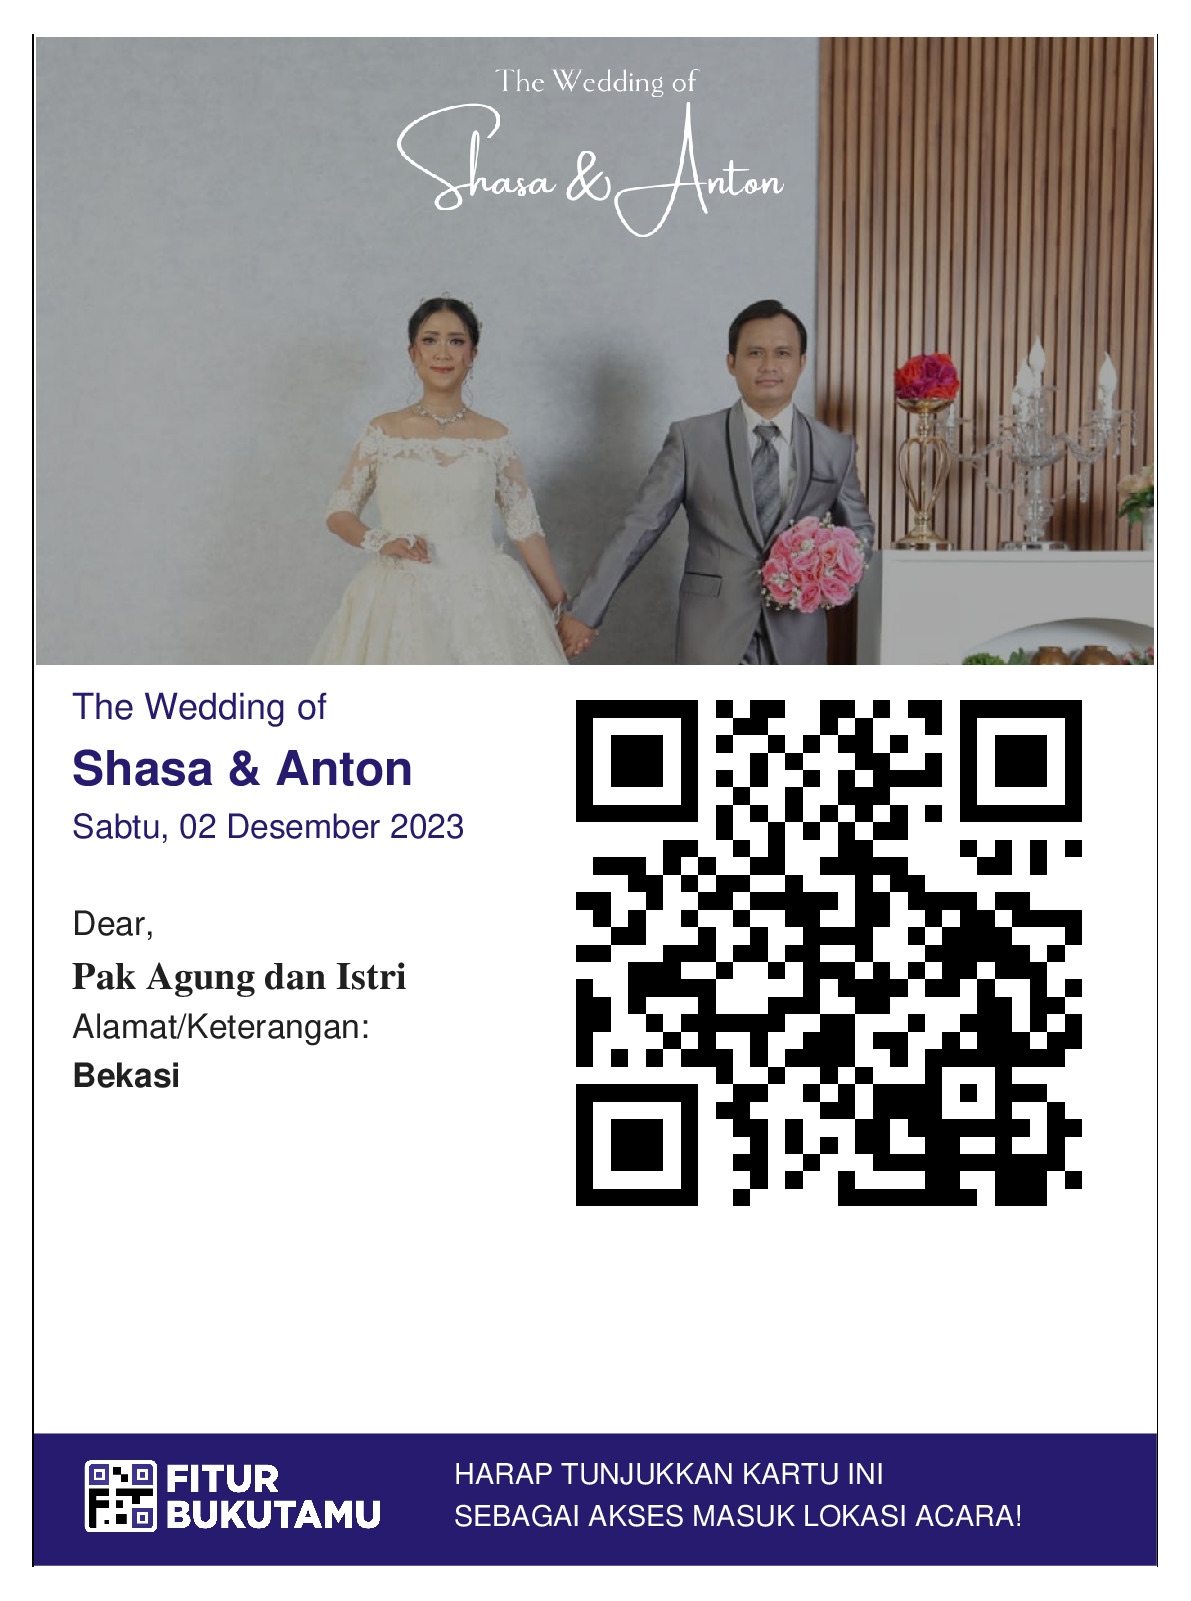 The Wedding of
Shasa & Anton
The Wedding of
Shasa & Anton
Sabtu, 02 Desember 2023
Dear,
Pak Agung dan Istri
Alamat/Keterangan:
Bekasi
FITUR
BUKUTAMU
HARAP TUNJUKKAN KARTU INI
SEBAGAI AKSES MASUK LOKASI ACARA!